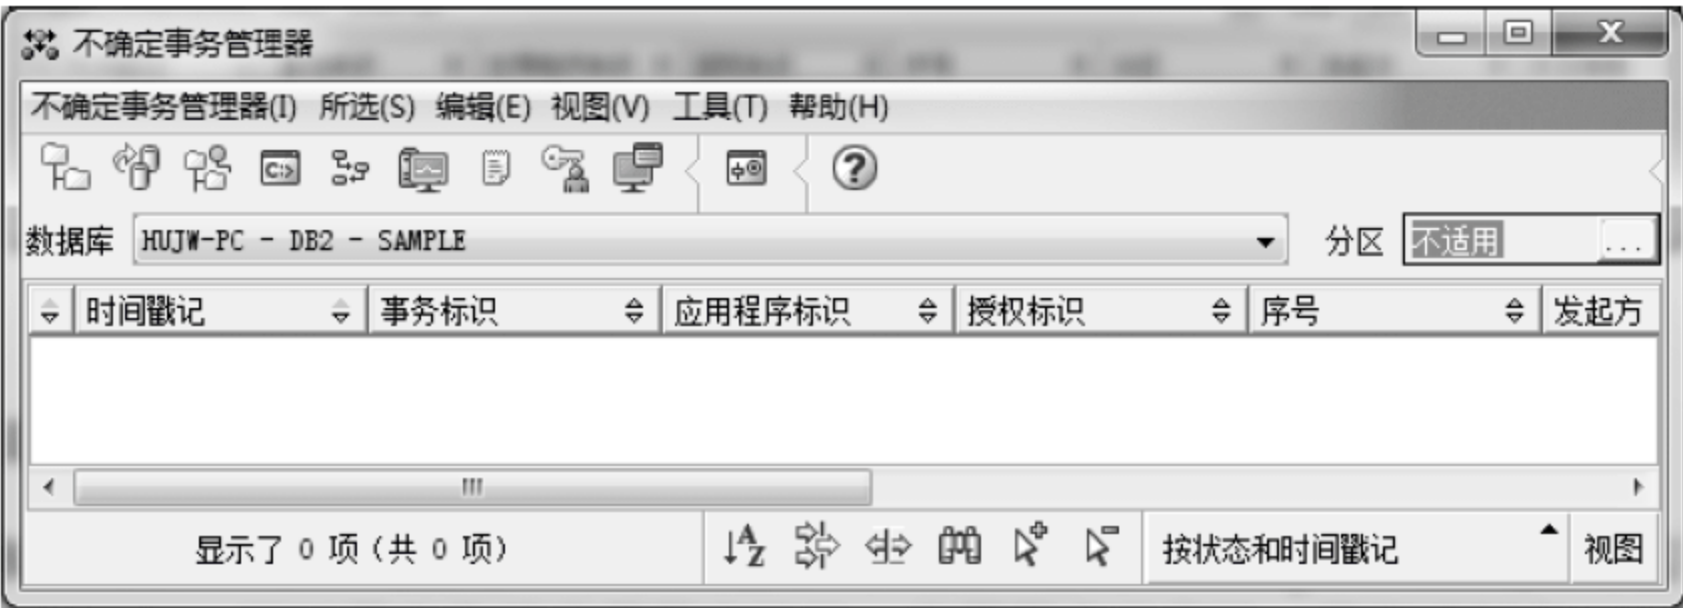 不确定事务管理器
不确定事务管理器(I) 所选(S) 编辑(E) 视图(V) 工具(T) 帮助(H)
C:>
数据库 HUJW-PC - DB2 - SAMPLE 分区 不适用 ...
时间戳记 事务标识 应用程序标识 授权标识 序号 发起方
显示了 0 项 (共 0 项) 按状态和时间戳记 视图